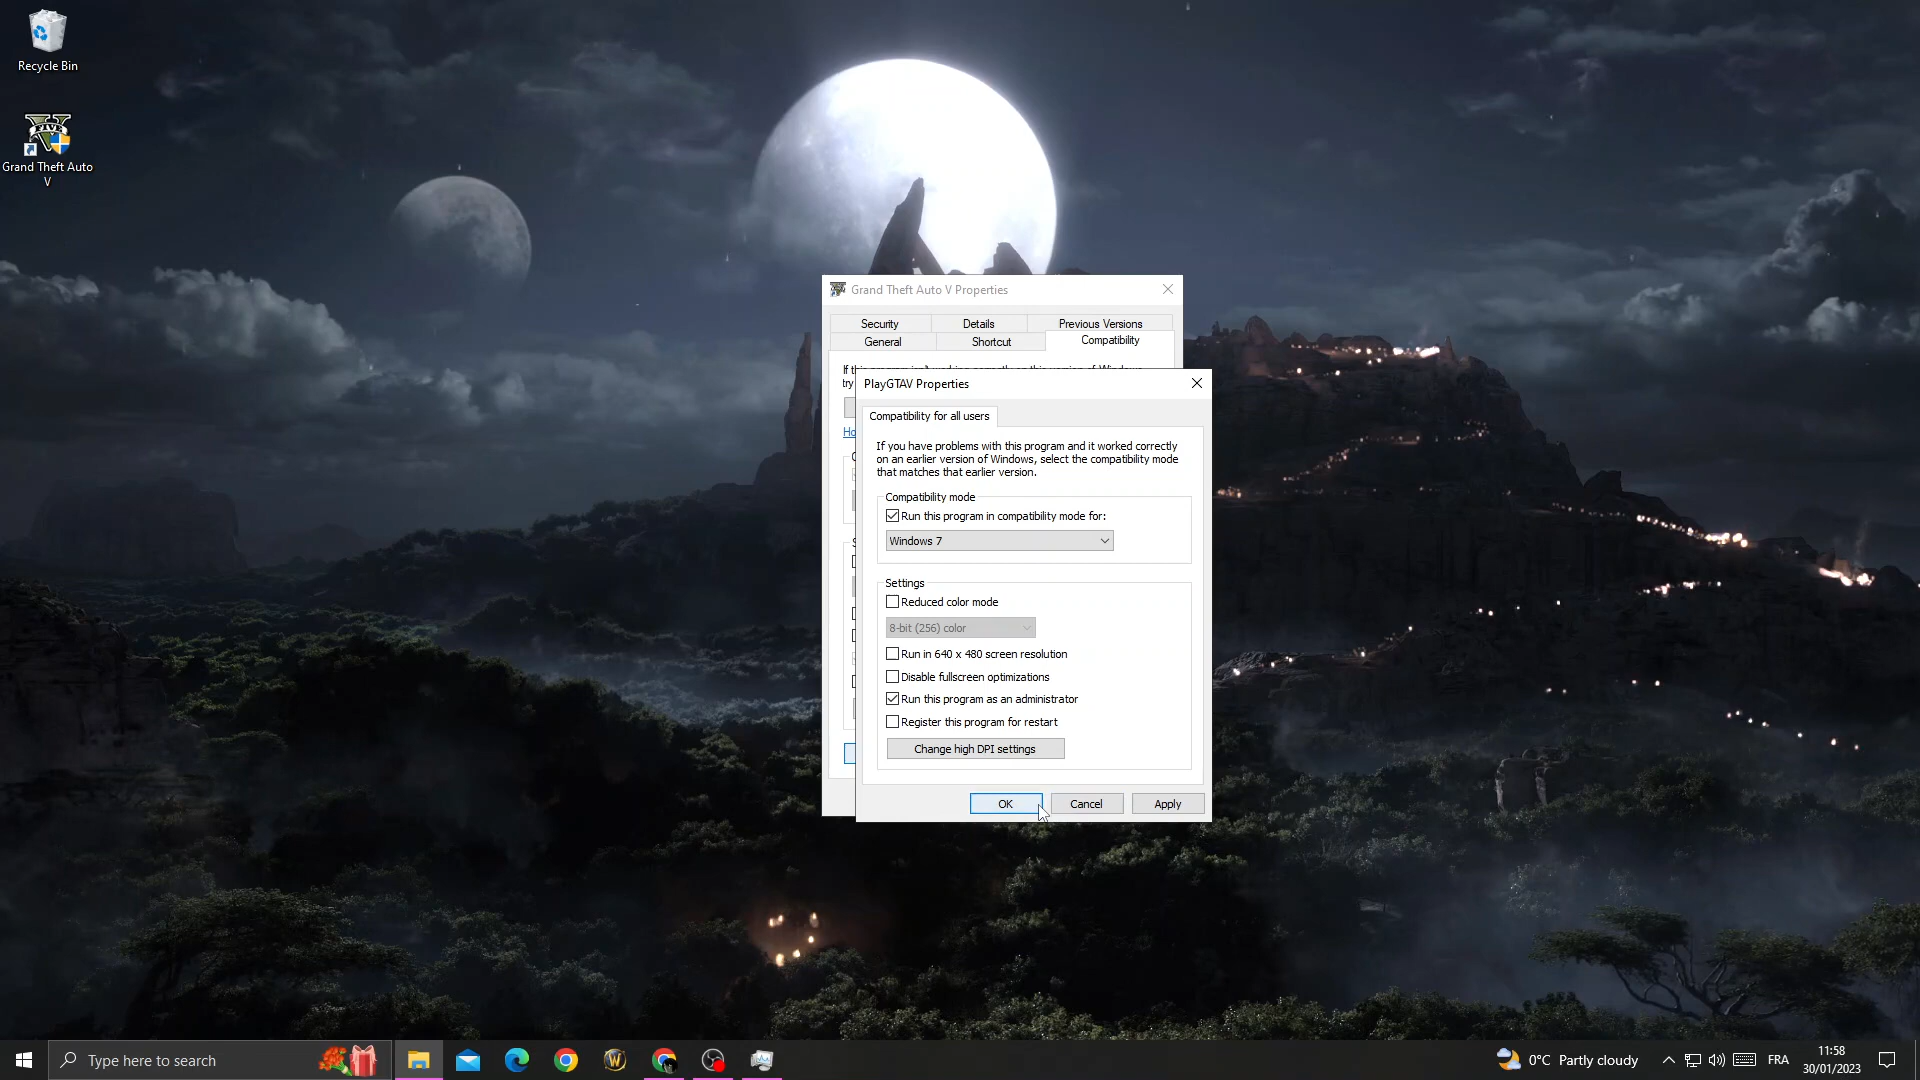 Recycle Bin
Grand Theft Auto
V
Grand Theft Auto V Properties
Security
Details
Previous Versions
General
Shortcut
Compatibility
try
PlayGTAV Properties
Compatibility for all users
If you have problems with this program and it worked correctly
on an earlier version of Windows, select the compatibility mode
that matches that earlier version.
Compatibility mode
Run this program in compatibility mode for:
Windows 7
Settings
Reduced color mode
8-bit (256) color
Run in 640 x 480 screen resolution
Disable fullscreen optimizations
Run this program as an administrator
Register this program for restart
Change high DPI settings
OK
Cancel
Apply
Type here to search
0°C Partly cloudy
FRA
11:58
30/01/2023